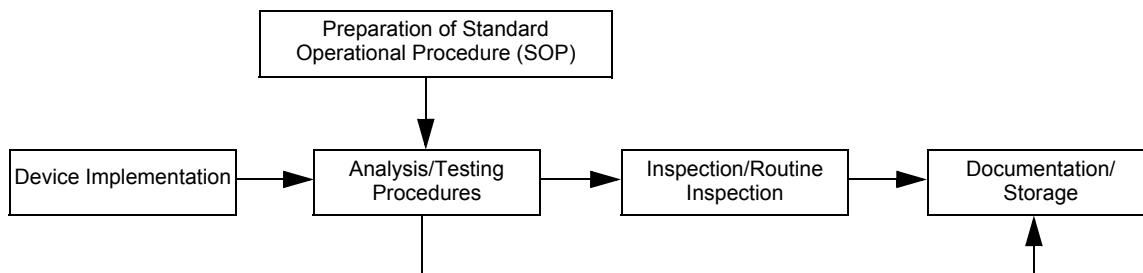 Preparation of Standard
Operational Procedure (SOP)
Device Implementation
Analysis/Testing
Procedures
Inspection/Routine
Inspection
Documentation/
Storage